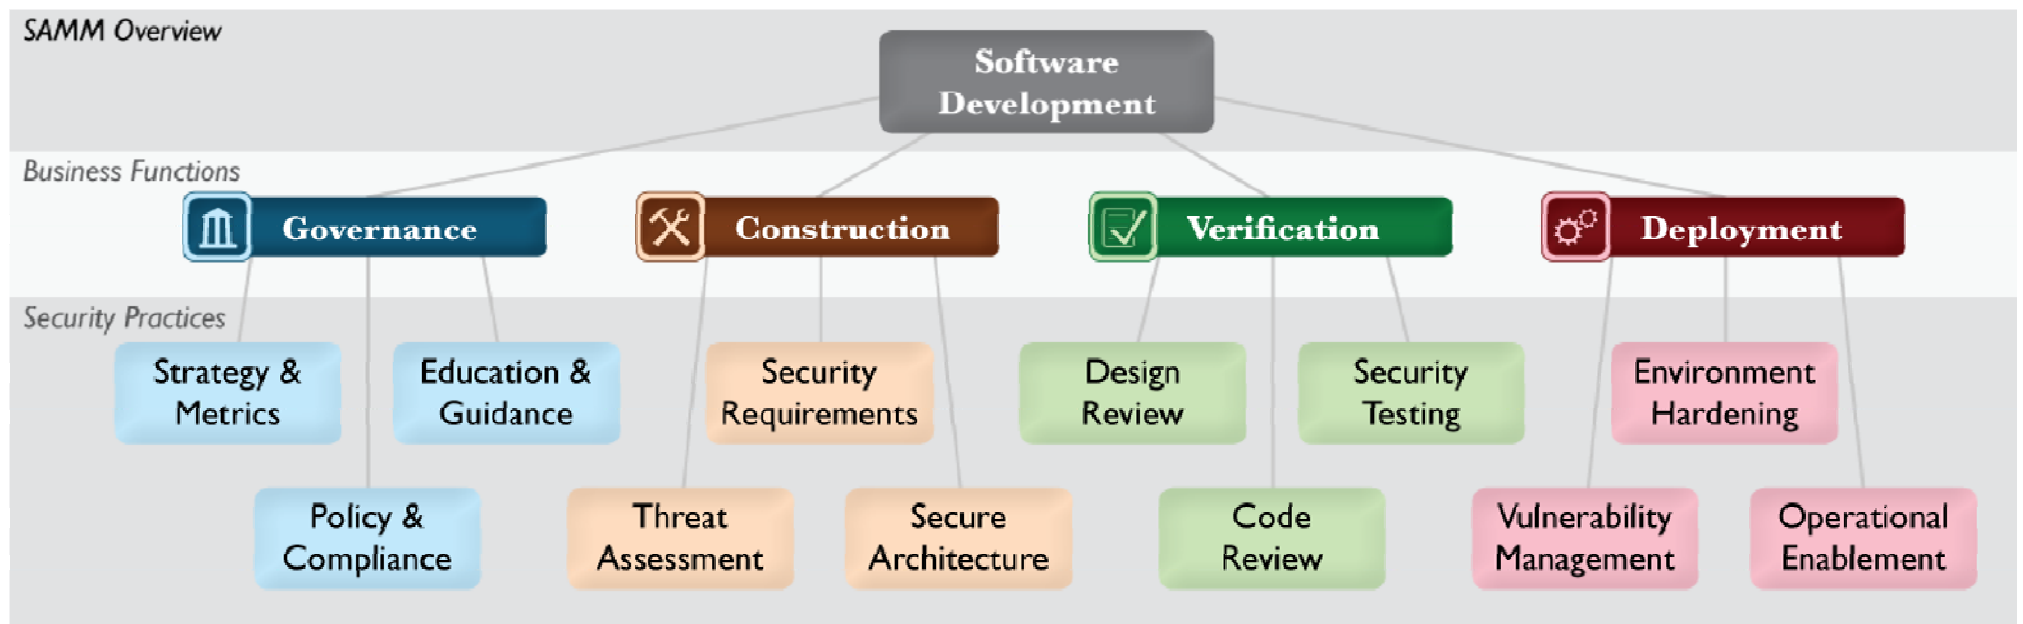 SAMM Overview
Software
Development
Business Functions
Governance
Construction
Verification
Deployment
Security Practices
Strategy &
Metrics
Education &
Guidance
Security
Requirements
Design
Review
Security
Testing
Environment
Hardening
Policy &
Compliance
Threat
Assessment
Secure
Architecture
Code
Review
Vulnerability
Management
Operational
Enablement